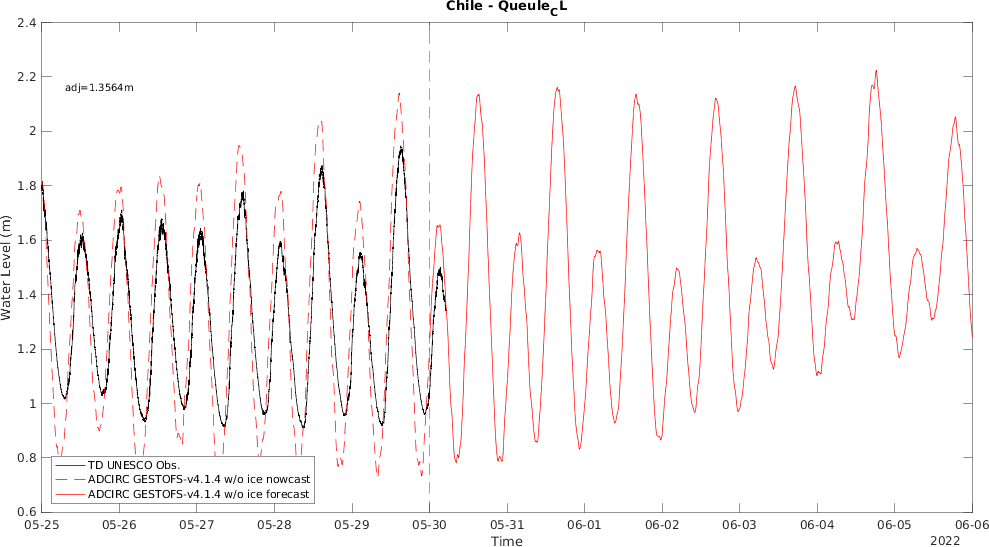 Chile - Queule_CL
2.4
2.2
2
1.8
1.6
1.4
1.2
1
0.8
0.6
Water Level (m)
adj=1.3564m
TD UNESCO Obs.
ADCIRC GESTOFS-v4.1.4 w/o ice nowcast
ADCIRC GESTOFS-v4.1.4 w/o ice forecast
05-25 05-26 05-27 05-28 05-29 05-30 05-31 06-01 06-02 06-03 06-04 06-05 06-06
Time
2022